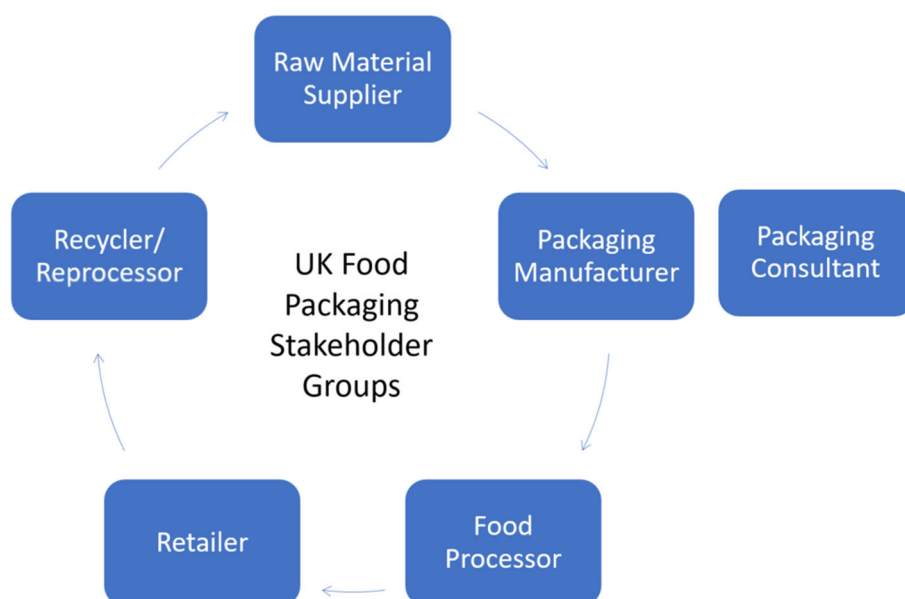 Raw Material
Supplier
Recycler/
Reprocessor
UK Food
Packaging
Stakeholder
Groups
Packaging
Manufacturer
Packaging
Consultant
Retailer
Food
Processor